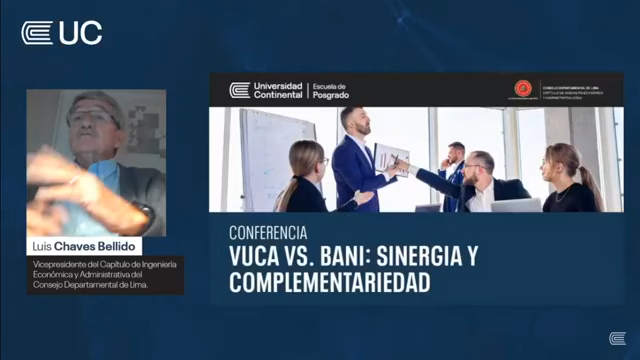 UC
Universidad
Continental
Escuela de
Posgrado
CONSEJO DEPARTAMENTAL DE LIMA
Luis Chaves Bellido
Vicepresidente del Capítulo de Ingeniería
Económica y Administrativa del
Consejo Departamental de Lima.
CONFERENCIA
VUCA VS. BANI: SINERGIA Y
COMPLEMENTARIEDAD